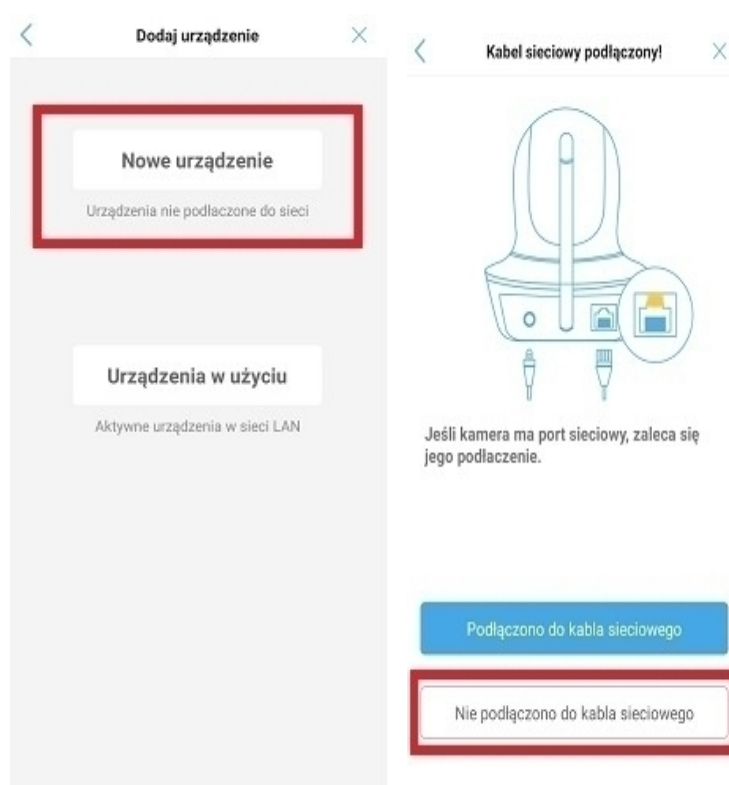 Dodaj urządzenie
Nowe urządzenie
Urządzenia nie podłaczone do sieci
Urządzenia w użyciu
Aktywne urządzenia w sieci LAN
Kabel sieciowy podłączony!
Jeśli kamera ma port sieciowy, zaleca się
jego podłaczenie.
Podłączono do kabla sieciowego
Nie podłączono do kabla sieciowego